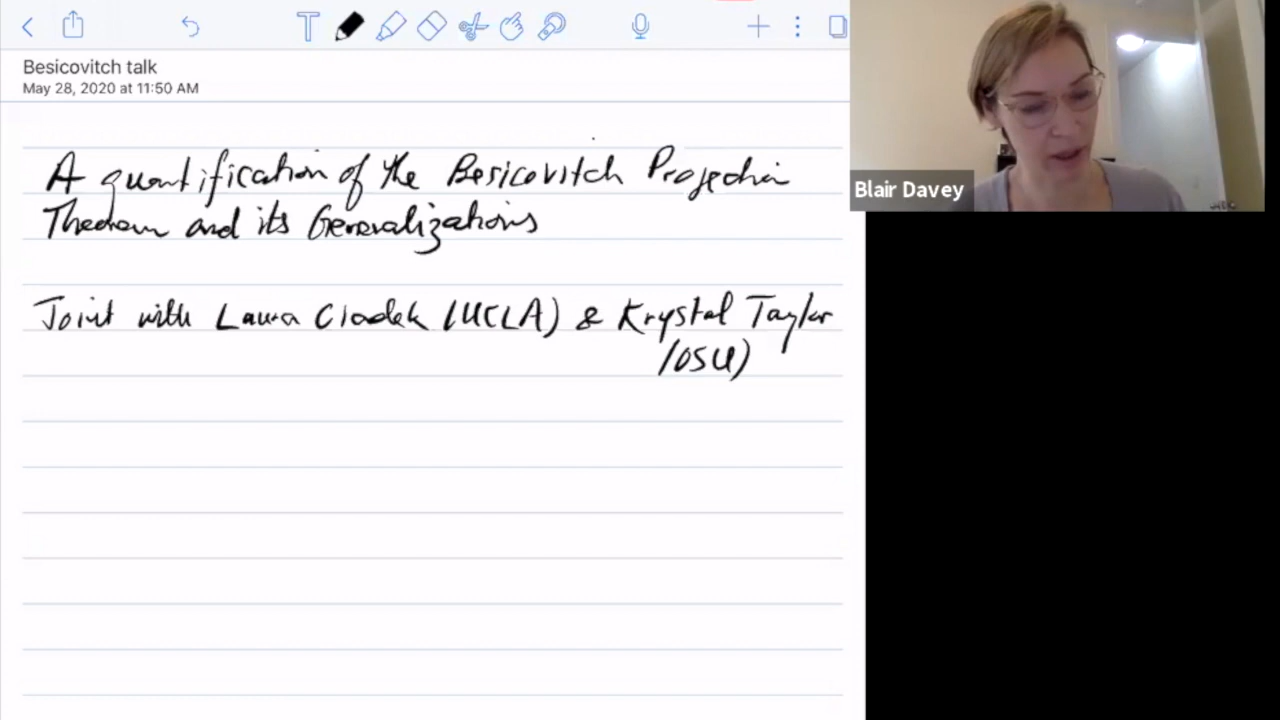 Besicovitch talk
May 28, 2020 at 11:50 AM
A quantification of the Besicovitch Projection
Theorem and its Generalizations
Joint with Laura Cladek (UCLA) & Krystal Taylor
(OSU)
Blair Davey